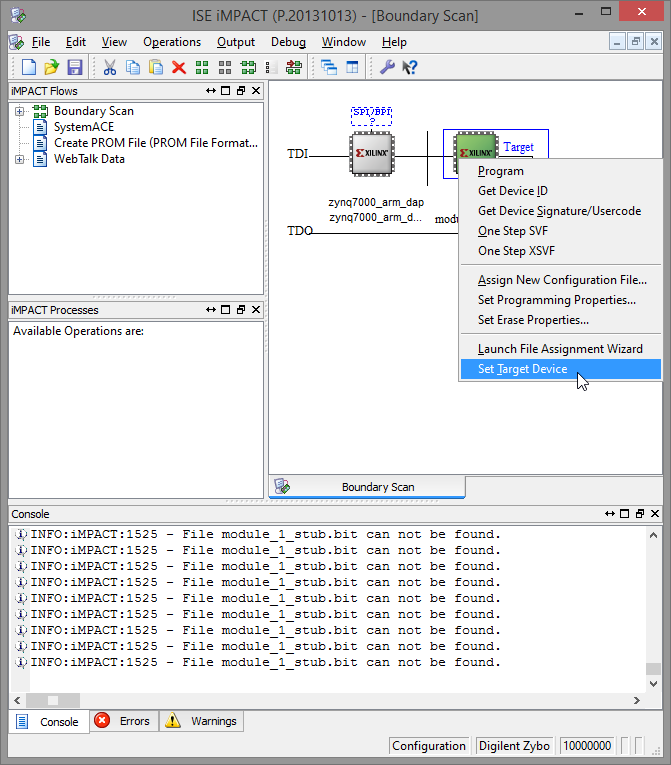 ISE iMPACT (P.20131013) - [Boundary Scan]
File Edit View Operations Output Debug Window Help
iMPACT Flows
Boundary Scan
SystemACE
Create PROM File (PROM File Format...
WebTalk Data
SPI/BPI
?
TDI
XILINX
XILINX
Target
zynq7000_arm_dap
zynq7000_arm_d...
TDO
Program
Get Device ID
Get Device Signature/Usercode
One Step SVF
One Step XSVF
Assign New Configuration File...
Set Programming Properties...
Set Erase Properties...
Launch File Assignment Wizard
Set Target Device
iMPACT Processes
Available Operations are:
Boundary Scan
Console
INFO:iMPACT:1525 - File module_1_stub.bit can not be found.
INFO:iMPACT:1525 - File module_1_stub.bit can not be found.
INFO:iMPACT:1525 - File module_1_stub.bit can not be found.
INFO:iMPACT:1525 - File module_1_stub.bit can not be found.
INFO:iMPACT:1525 - File module_1_stub.bit can not be found.
INFO:iMPACT:1525 - File module_1_stub.bit can not be found.
INFO:iMPACT:1525 - File module_1_stub.bit can not be found.
INFO:iMPACT:1525 - File module_1_stub.bit can not be found.
INFO:iMPACT:1525 - File module_1_stub.bit can not be found.
Console Errors Warnings
Configuration Digilent Zybo 10000000